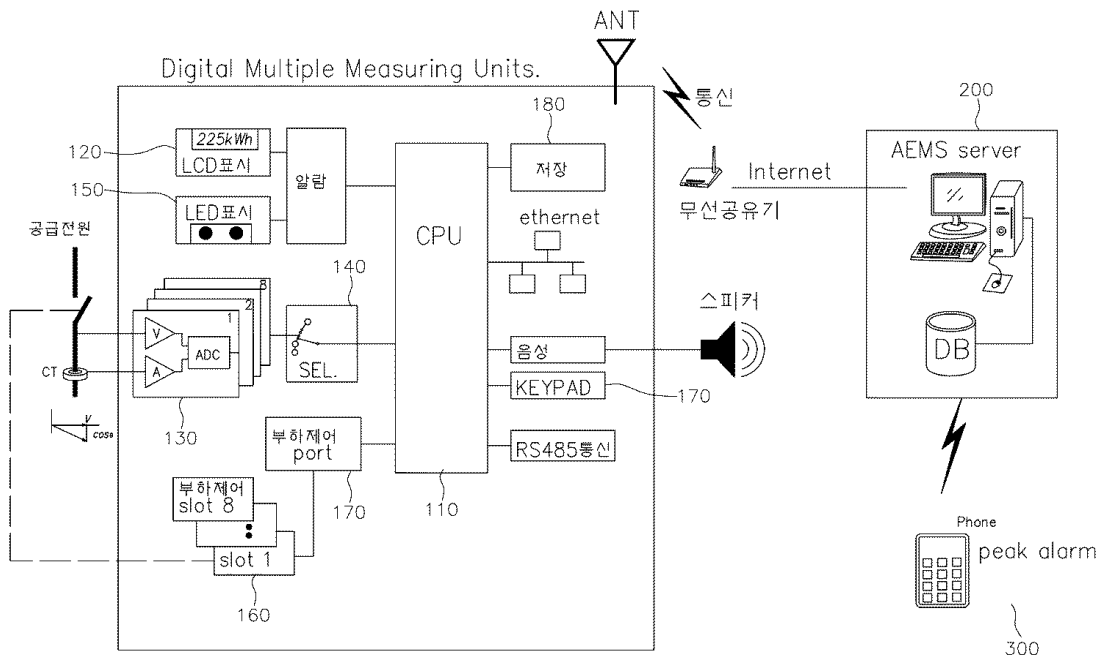 ANT
Digital Multiple Measuring Units.
통신
200
180
120
225kWh
LCD표시
알람
CPU
저장
AEMS server
Internet
무선공유기
150
LED표시
ethernet
공급전원
140
스피커
8
2
1
V
ADC
A
SEL.
음성
DB
CT
KEYPAD
170
V
cosθ
130
부하제어
port
RS485통신
170
110
부하제어
slot 8
slot 1
160
Phone
peak alarm
300